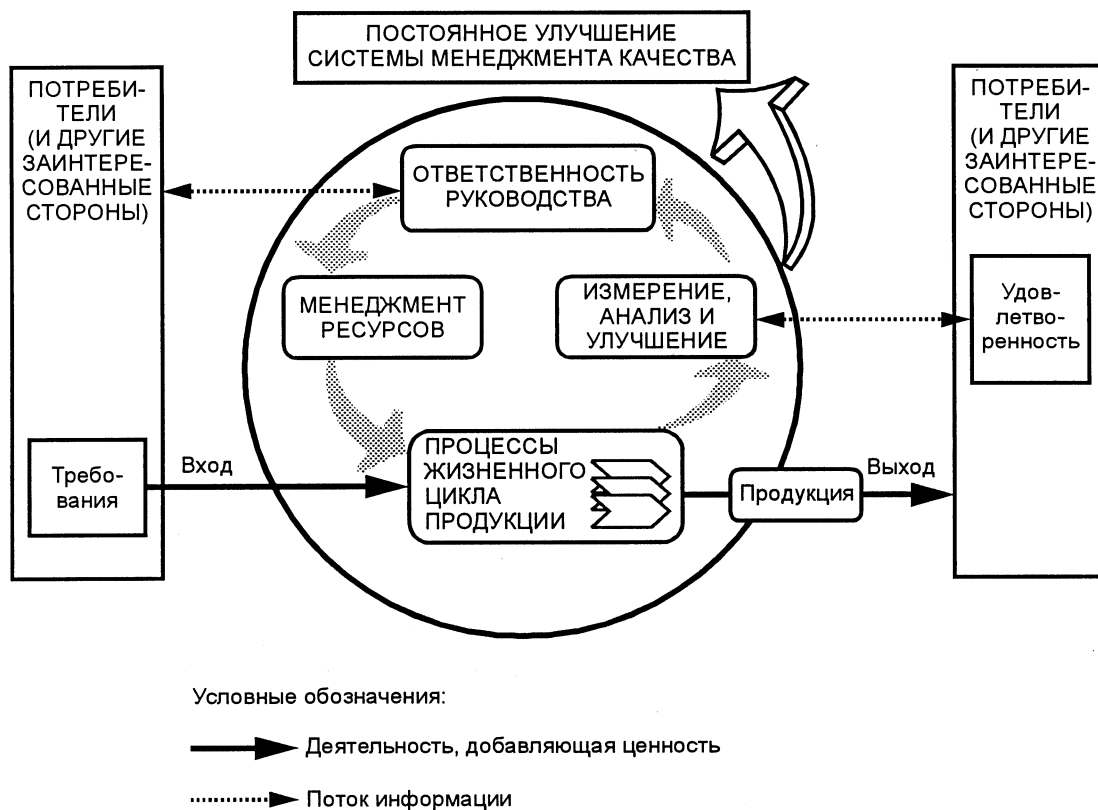 ПОСТОЯННОЕ УЛУЧШЕНИЕ
СИСТЕМЫ МЕНЕДЖМЕНТА КАЧЕСТВА
ПОТРЕБИ-
ТЕЛИ
(И ДРУГИЕ
ЗАИНТЕРЕ-
СОВАННЫЕ
СТОРОНЫ)
ПОТРЕБИ-
ТЕЛИ
(И ДРУГИЕ
ЗАИНТЕРЕ-
СОВАННЫЕ
СТОРОНЫ)
ОТВЕТСТВЕННОСТЬ
РУКОВОДСТВА
МЕНЕДЖМЕНТ
РЕСУРСОВ
ИЗМЕРЕНИЕ,
АНАЛИЗ И
УЛУЧШЕНИЕ
Удов-
летво-
ренность
Требо-
вания
Вход
ПРОЦЕССЫ
ЖИЗНЕННОГО
ЦИКЛА
ПРОДУКЦИИ
Продукция
Выход
Условные обозначения:
Деятельность, добавляющая ценность
Поток информации